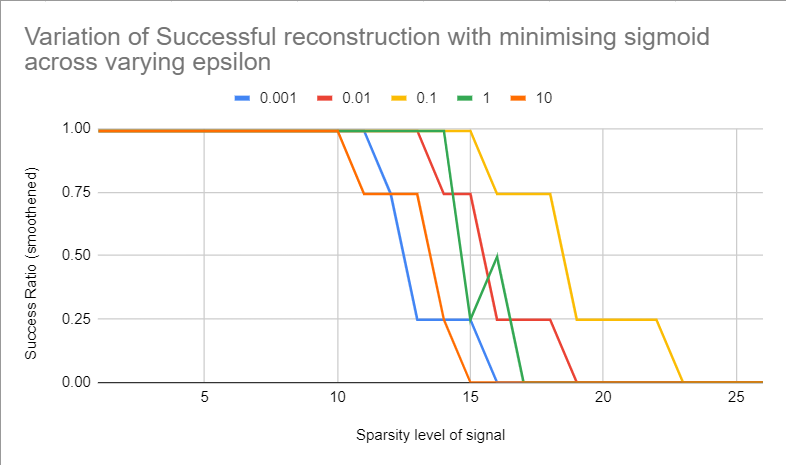 Variation of Successful reconstruction with minimising sigmoid
across varying epsilon
0.001 0.01 0.1 1 10
Success Ratio (smoothened)
1.00
0.75
0.50
0.25
0.00
5 10 15 20 25
Sparsity level of signal